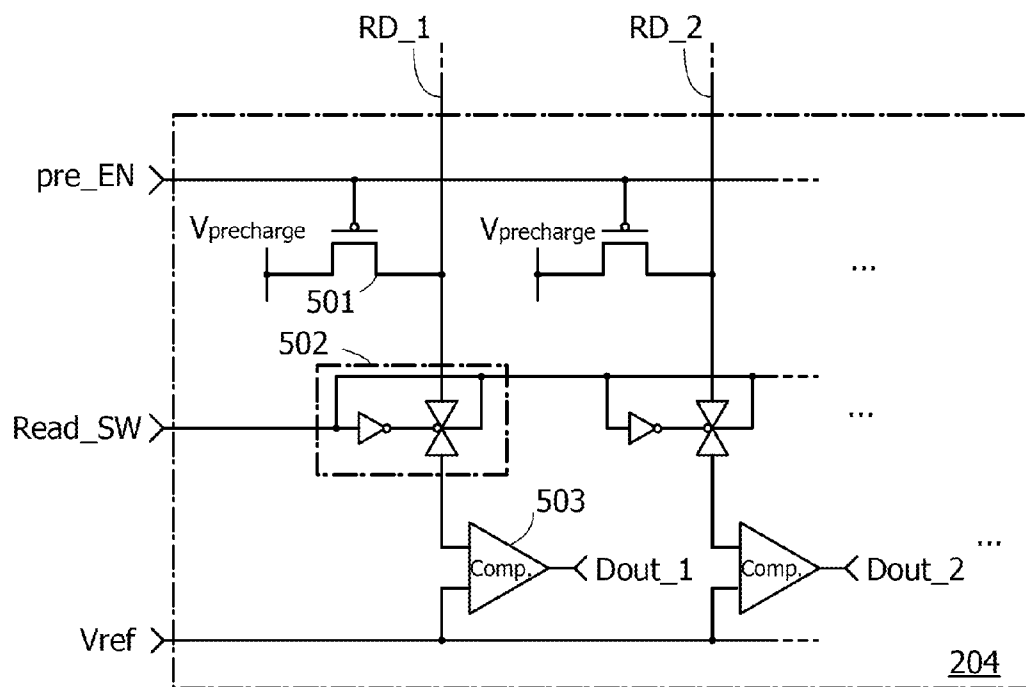 RD_1 RD_2
pre_EN
Vprecharge Vprecharge
501
...
502
Read_SW
...
503
...
Comp. Dout_1 Comp. Dout_2
Vref
204